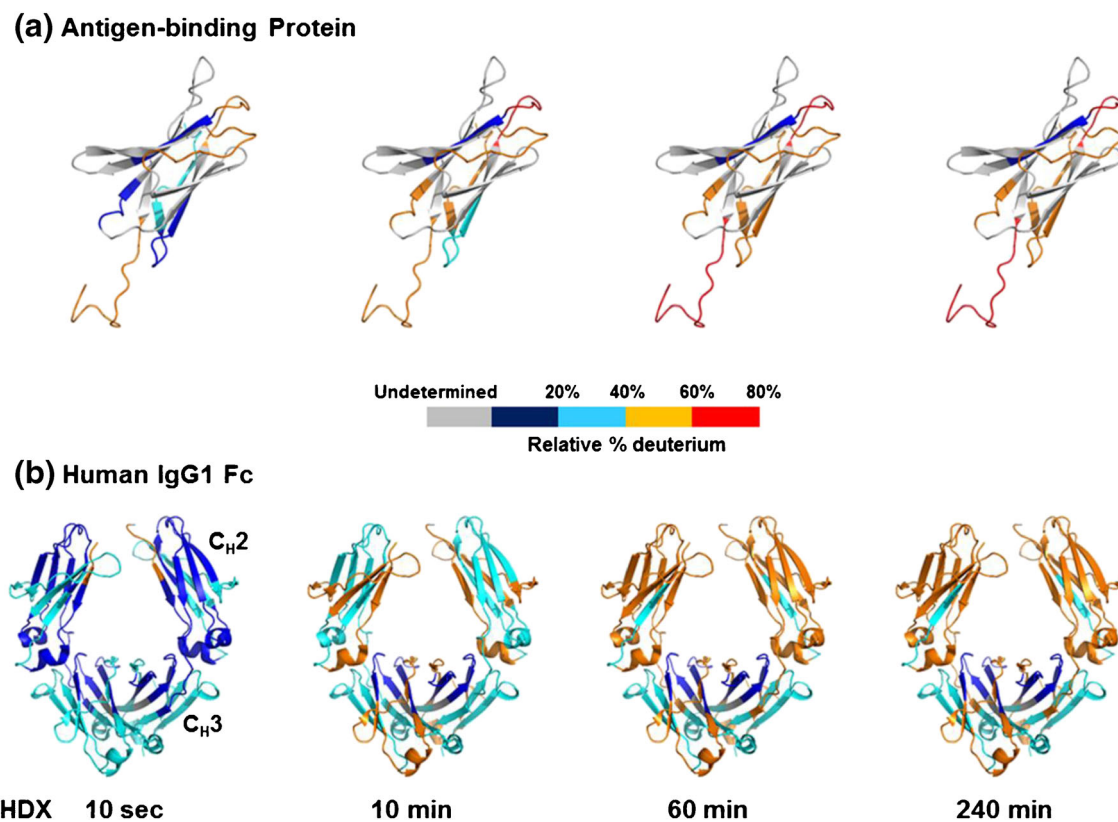 (a) Antigen-binding Protein
Undetermined 20% 40% 60% 80%
Relative % deuterium
(b) Human IgG1 Fc
CH2
CH3
HDX 10 sec 10 min 60 min 240 min